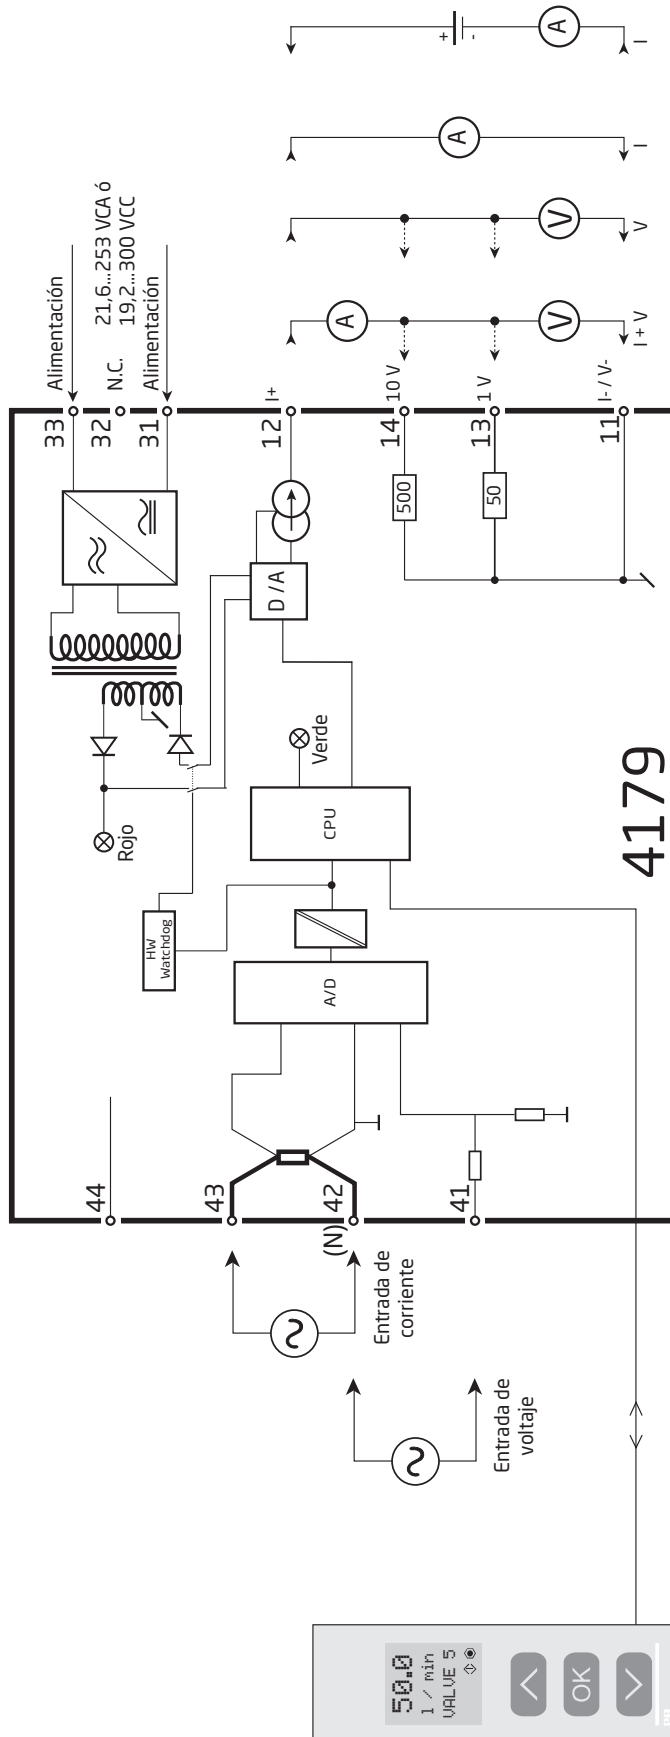 50.0
1 / min
VALVE 5
OK
Entrada de
voltaje
Entrada de
corriente
44
43
42
(N)
41
HW
Watchdog
Rojo
A/D
CPU
Verde
D / A
4179
500
50
33
32
31
12
14
13
11
Alimentación
N.C.
21,6...253 VCA ó
19,2...300 VCC
Alimentación
I+
10 V
1 V
I- / V-
A
V
I + V
V
V
A
I
+
-
A
I